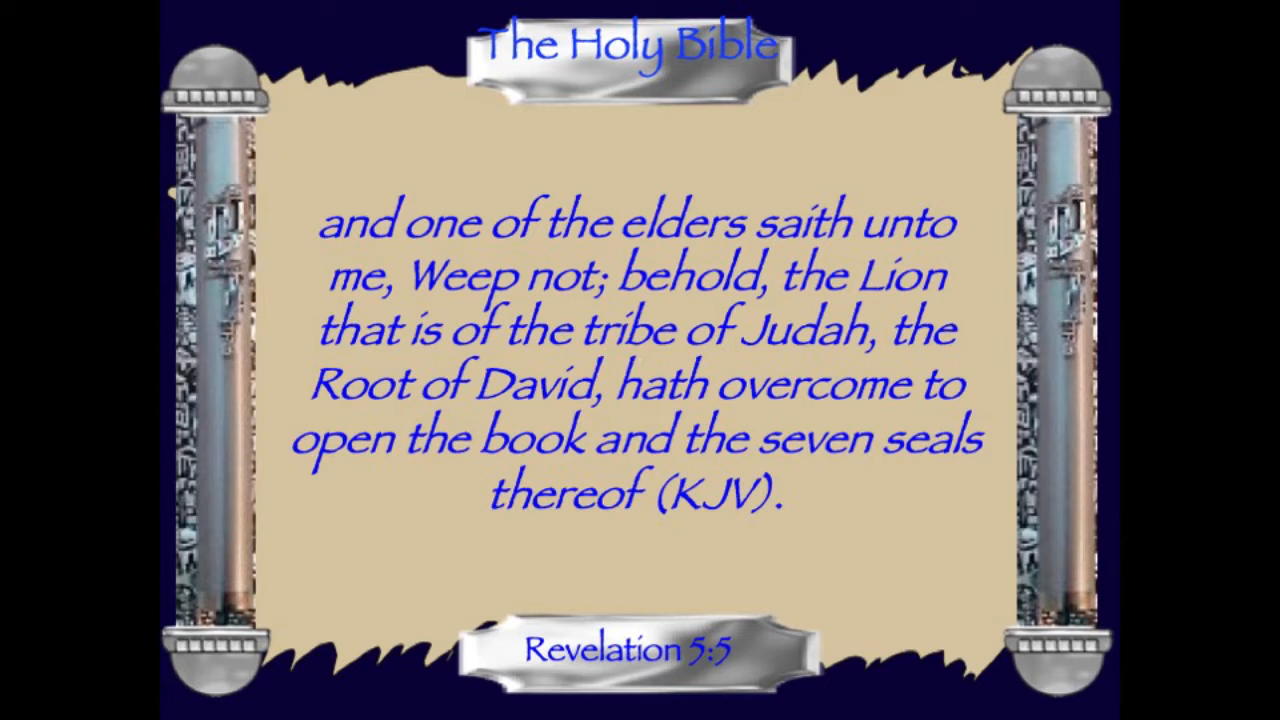 The Holy Bible
and one of the elders saith unto
me, Weep not; behold, the Lion
that is of the tribe of Judah, the
Root of David, hath overcome to
open the book and the seven seals
thereof (KJV).
Revelation 5:5